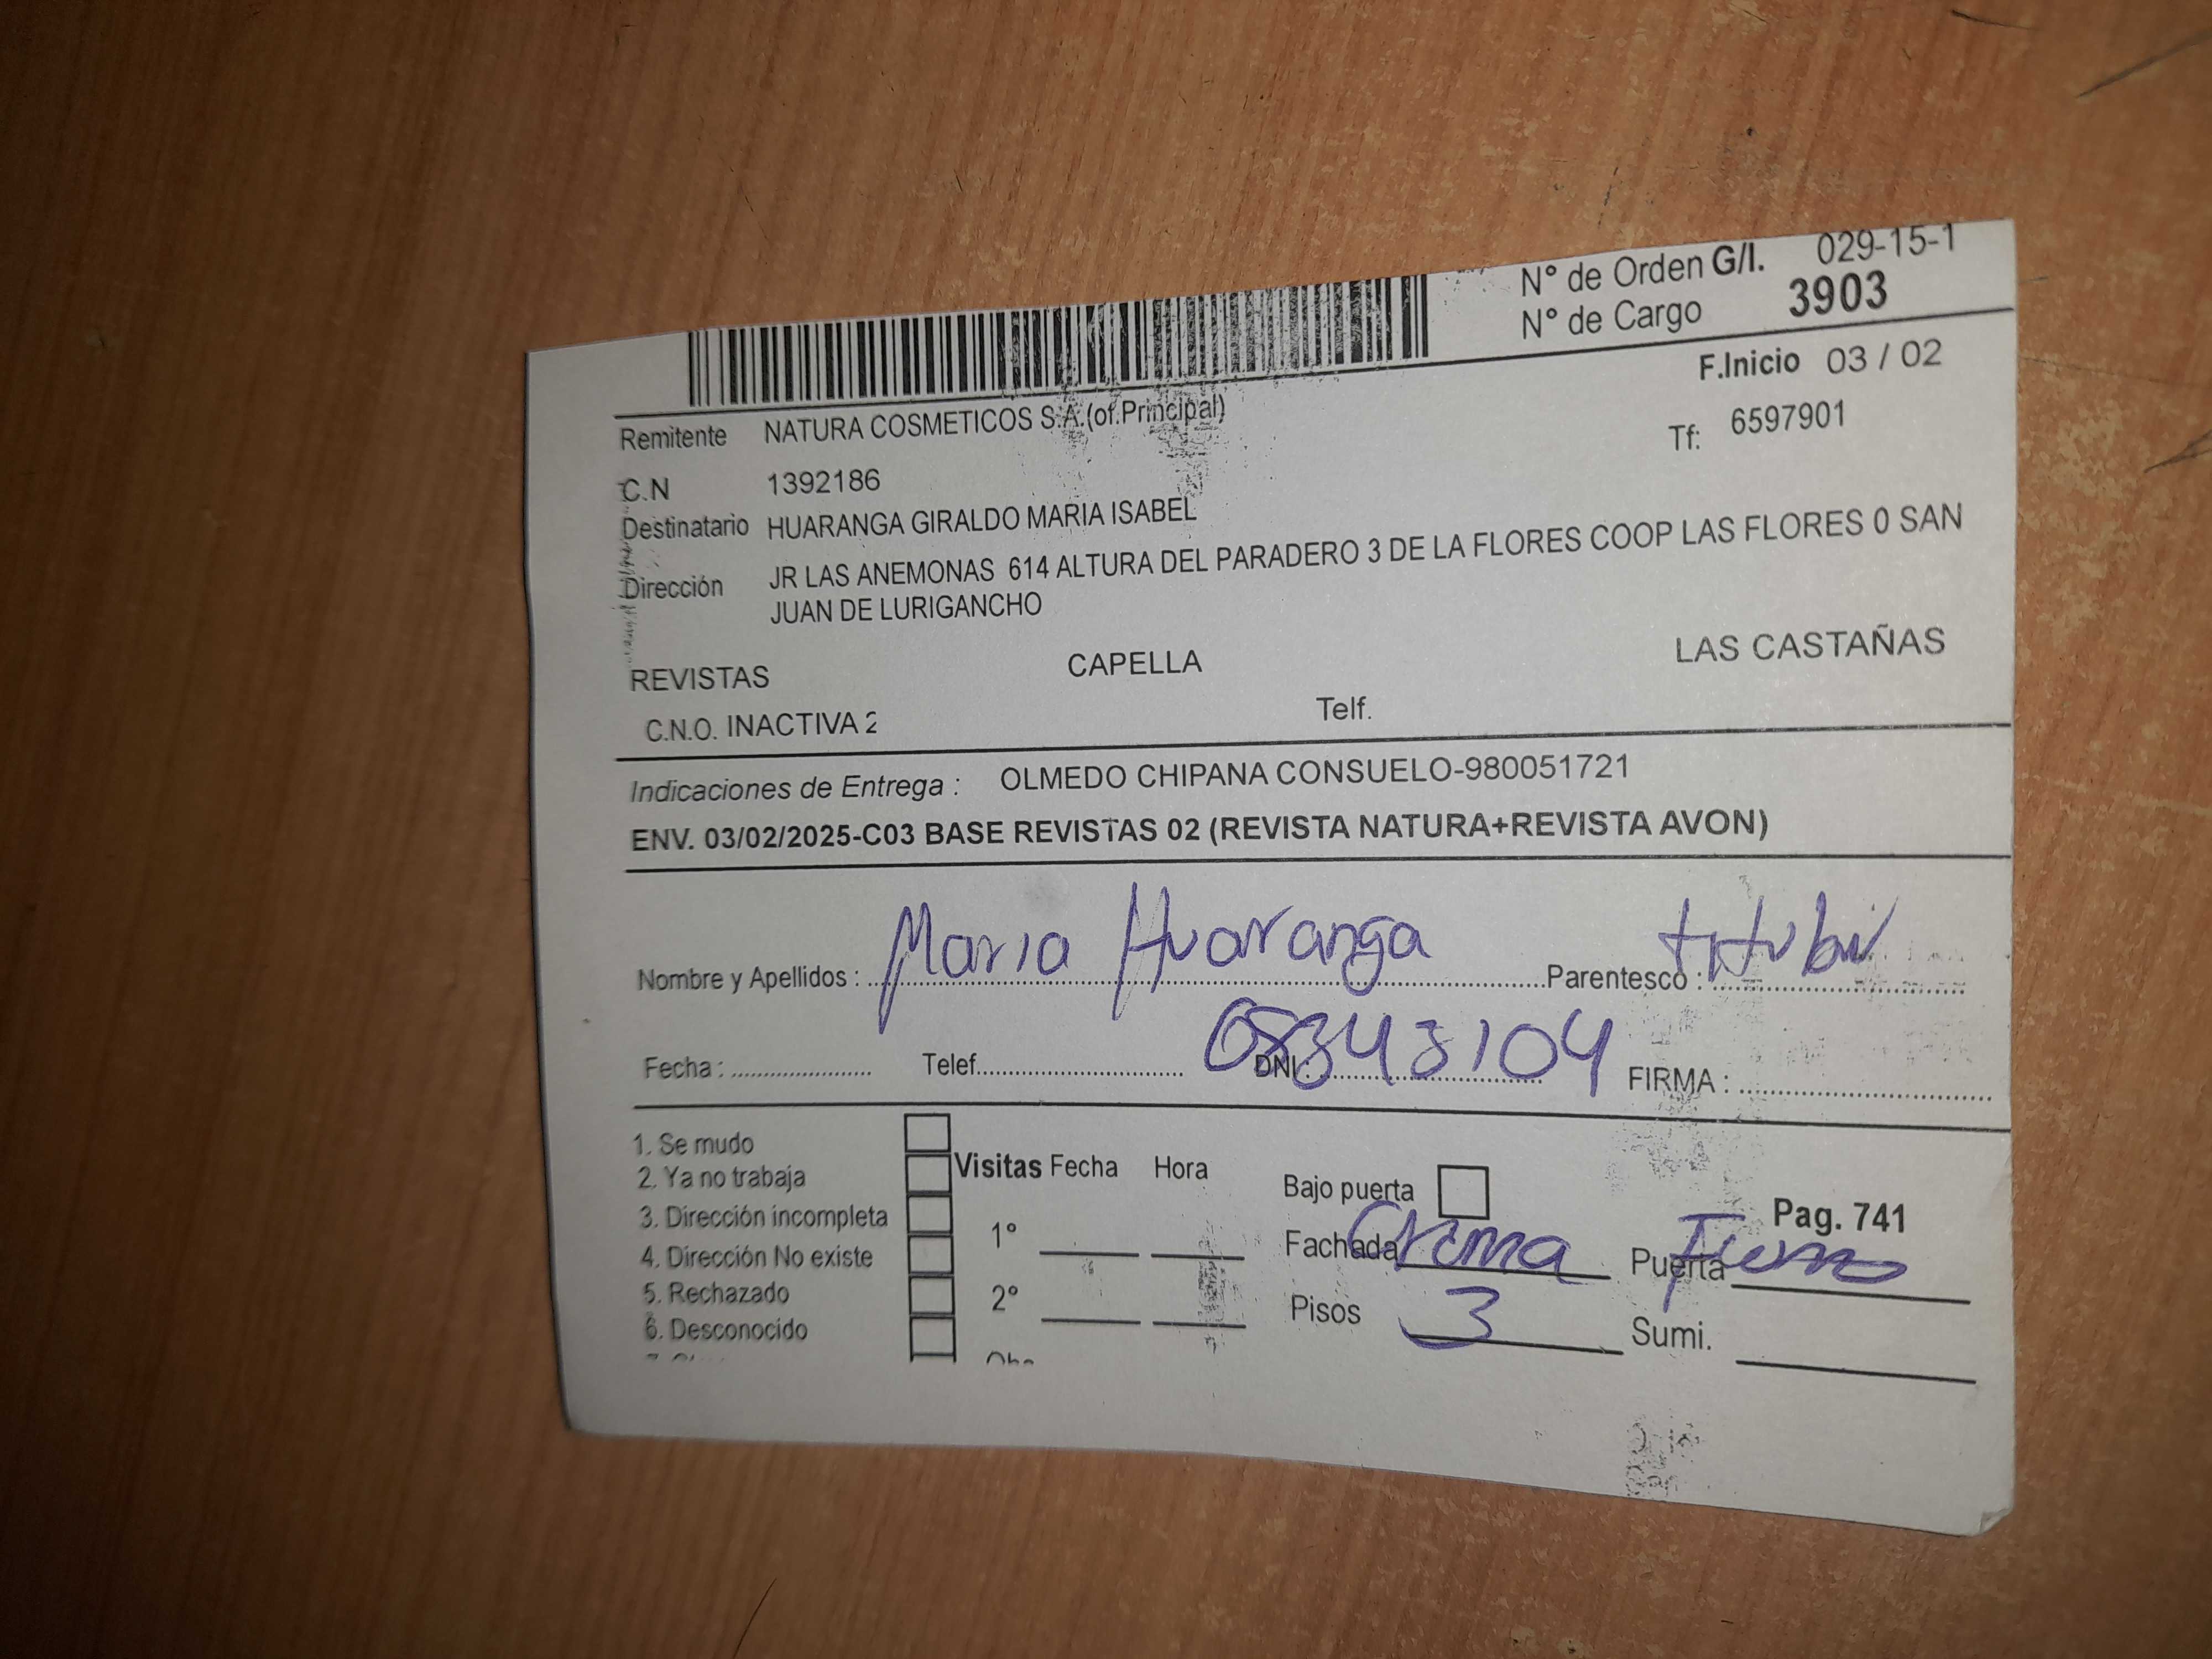 N° de Orden G/I. 029-15-1
N° de Cargo 3903
F.Inicio 03 / 02
Remitente NATURA COSMETICOS S.A.(of.Principal)
Tf: 6597901
C.N 1392186
Destinatario HUARANGA GIRALDO MARIA ISABEL
Dirección JR LAS ANEMONAS 614 ALTURA DEL PARADERO 3 DE LA FLORES COOP LAS FLORES 0 SAN
JUAN DE LURIGANCHO
REVISTAS CAPELLA LAS CASTAÑAS
C.N.O. INACTIVA 2 Telf.
Indicaciones de Entrega : OLMEDO CHIPANA CONSUELO-980051721
ENV. 03/02/2025-C03 BASE REVISTAS 02 (REVISTA NATURA+REVISTA AVON)
Nombre y Apellidos : Maria Huaranga Parentesco :
Fecha : Telef. DNI : 08343104 FIRMA :
1. Se mudo
2. Ya no trabaja Visitas Fecha Hora Bajo puerta
3. Dirección incompleta 1° Pag. 741
4. Dirección No existe Fachada Crema Puerta Fierro
5. Rechazado 2° Pisos 3
6. Desconocido Sumi.